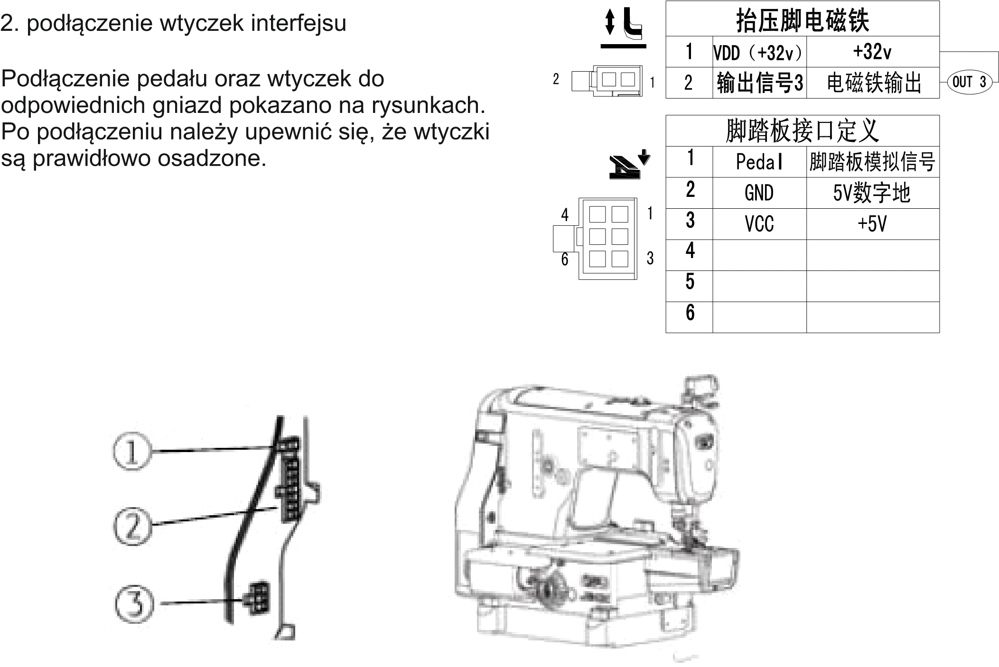 2. podłączenie wtyczek interfejsu
Podłączenie pedału oraz wtyczek do
odpowiednich gniazd pokazano na rysunkach.
Po podłączeniu należy upewnić się, że wtyczki
są prawidłowo osadzone.
抬压脚电磁铁
1 VDD（+32v） +32v
2 输出信号3 电磁铁输出
OUT 3
2 1
脚踏板接口定义
1 Pedal 脚踏板模拟信号
2 GND 5V数字地
3 VCC +5V
4
5
6
4 1
6 3
1
2
3